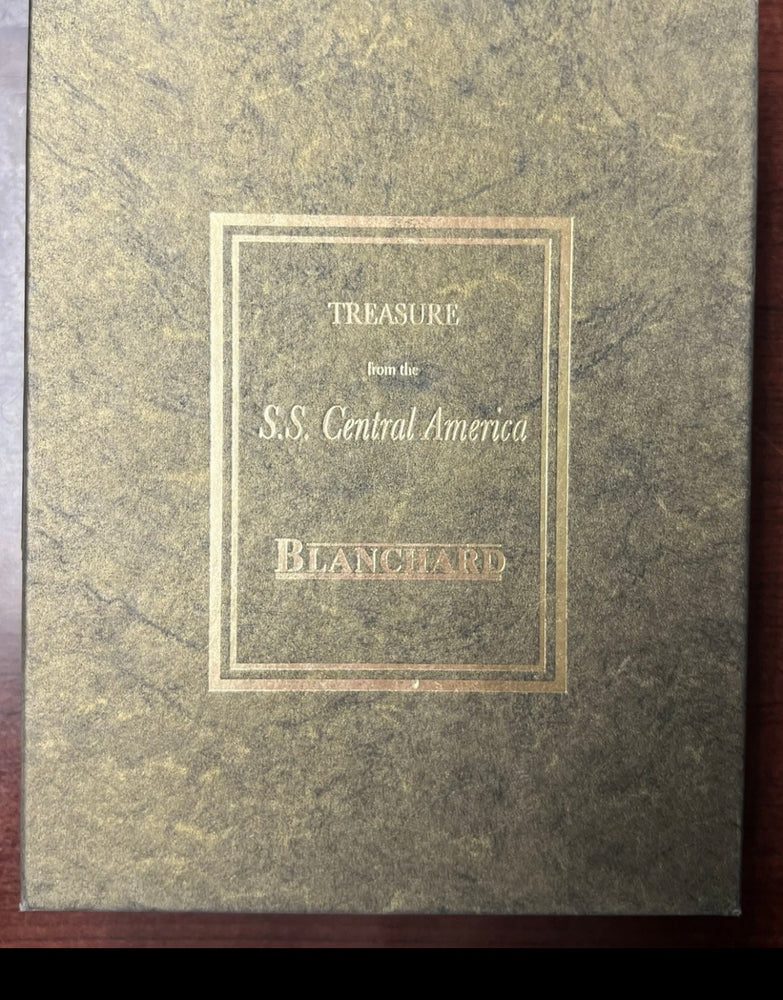 TREASURE
from the
S.S. Central America
BLANCHARD